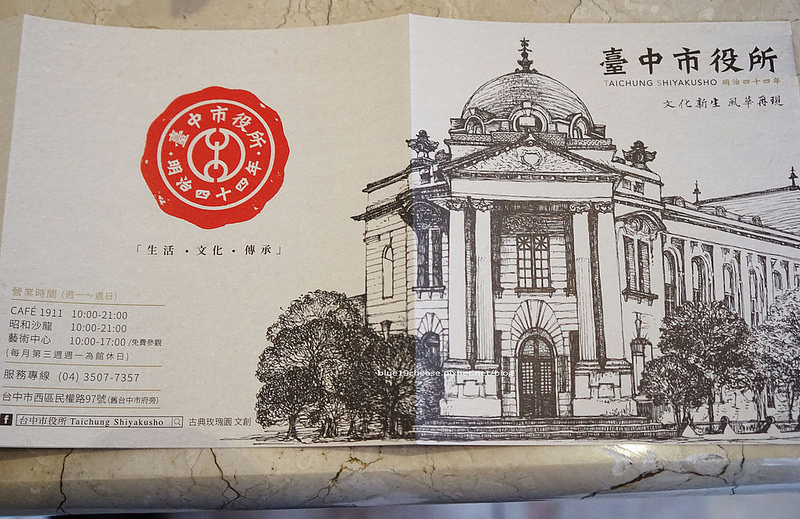 臺中市役所
TAICHUNG SHIYAKUSHO 明治四十四年
文化新生 風華再現
臺中市役所
明治四十四年
「生活・文化・傳承」
營業時間 (週一～週日)
CAFÉ 1911 10:00-21:00
昭和沙龍 10:00-21:00
藝術中心 10:00-17:00 /免費參觀
(每月第三週週一為館休日)
服務專線 (04) 3507-7357
台中市西區民權路97號(舊台中市府旁)
f 台中市役所 Taichung Shiyakusho 古典玫瑰園 文創